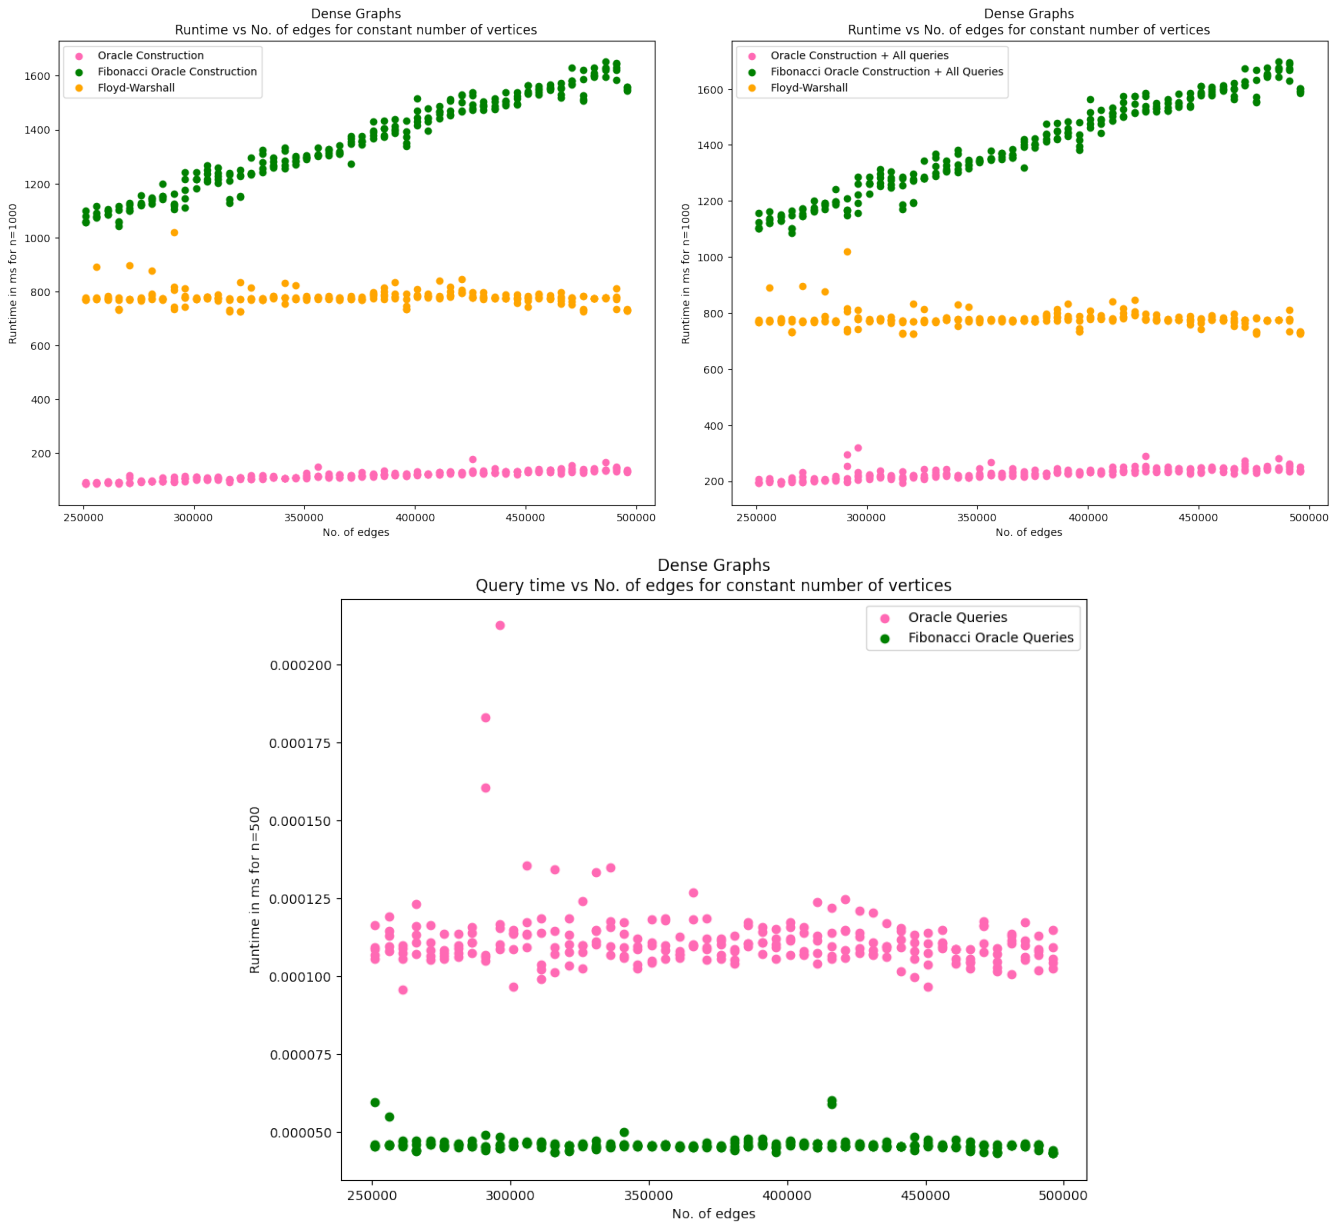 Dense Graphs
Runtime vs No. of edges for constant number of vertices
Oracle Construction
Fibonacci Oracle Construction
Floyd-Warshall
1600
1400
1200
1000
800
600
400
200
Runtime in ms for n=1000
250000 300000 350000 400000 450000 500000
No. of edges
Dense Graphs
Runtime vs No. of edges for constant number of vertices
Oracle Construction + All queries
Fibonacci Oracle Construction + All Queries
Floyd-Warshall
1600
1400
1200
1000
800
600
400
200
Runtime in ms for n=1000
250000 300000 350000 400000 450000 500000
No. of edges
Dense Graphs
Query time vs No. of edges for constant number of vertices
Oracle Queries
Fibonacci Oracle Queries
0.000200
0.000175
0.000150
0.000125
0.000100
0.000075
0.000050
Runtime in ms for n=500
250000 300000 350000 400000 450000 500000
No. of edges